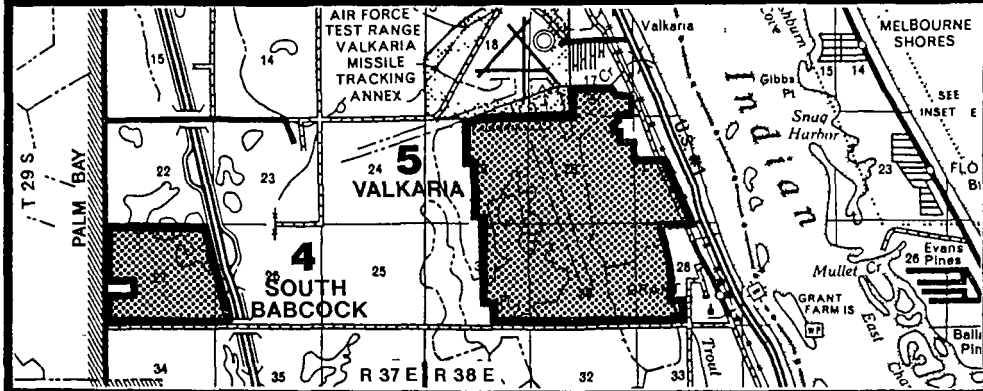 AIR FORCE
TEST RANGE
VALKARIA
MISSILE
TRACKING
ANNEX
15
14
18
17
Valkaria
MELBOURNE
SHORES
15 14
Gibbs
Pt
SEE
INSET E
Snug
Harbor
Indian
U S
T 29 S
PALM BAY
22
23
24
5
VALKARIA
23
FLO
4
SOUTH
BABCOCK
26
25
28
Evans
Pines
26
Mullet Cr
GRANT
FARM IS
East
Trout
34
35
R 37 E
R 38 E
32
33